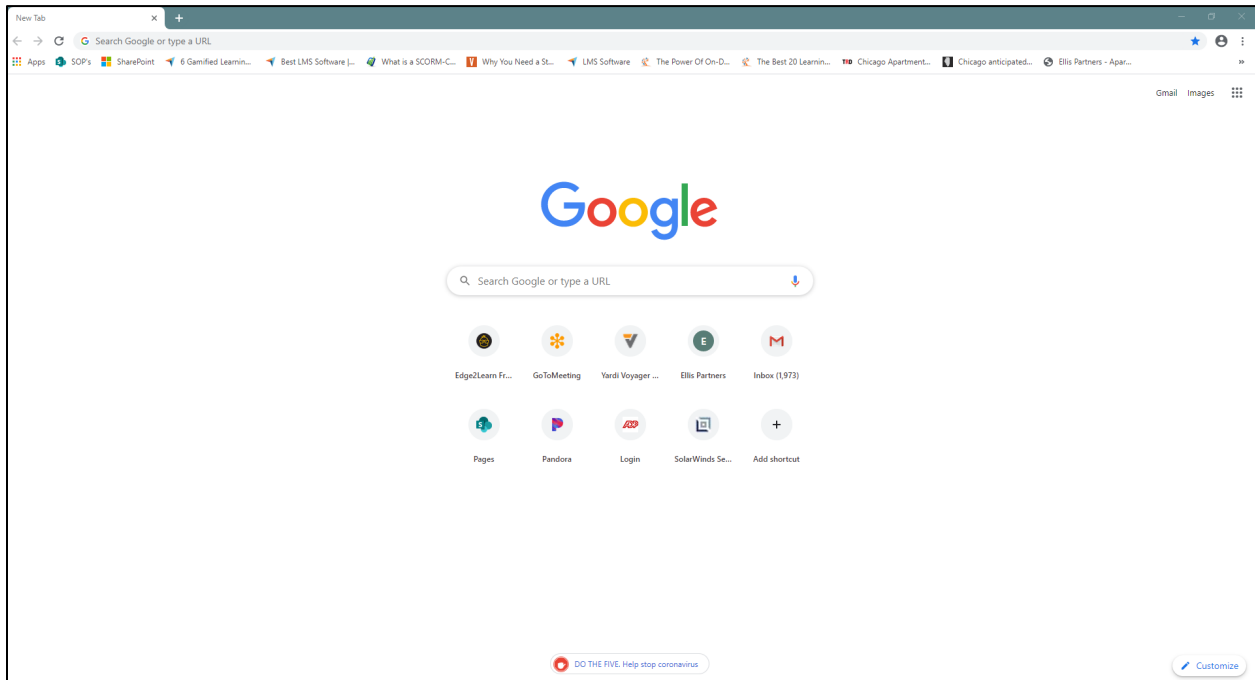 New Tab
Search Google or type a URL
Apps SOP's SharePoint 6 Gamified Learnin... Best LMS Software |... What is a SCORM-C... Why You Need a St... LMS Software The Power Of On-D... The Best 20 Learnin... TRD Chicago Apartment... Chicago anticipated... Ellis Partners - Apar...
Gmail Images
Google
Search Google or type a URL
E
Edge2Learn Fr... GoToMeeting Yardi Voyager ... Ellis Partners Inbox (1,973)
Pages Pandora Login SolarWinds Se... Add shortcut
DO THE FIVE. Help stop coronavirus
Customize